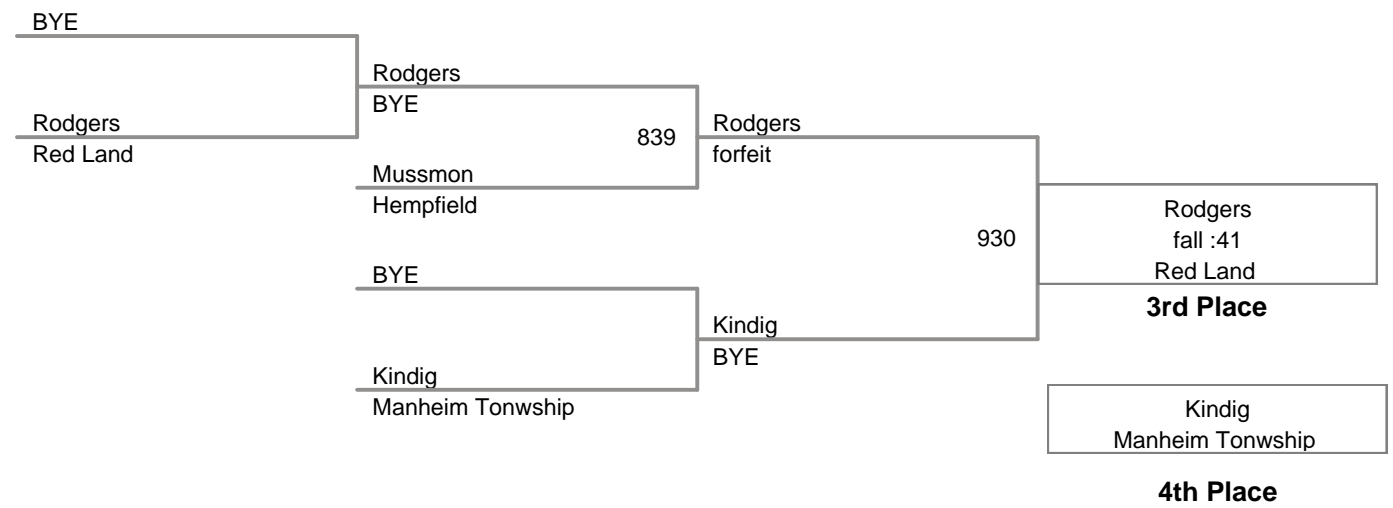 BYE
Rodgers
Red Land
Rodgers
BYE
839
Mussmon
Hempfield
Rodgers
forfeit
BYE
Kindig
Manheim Tonwship
Kindig
BYE
930
Rodgers
fall :41
Red Land
3rd Place
Kindig
Manheim Tonwship
4th Place